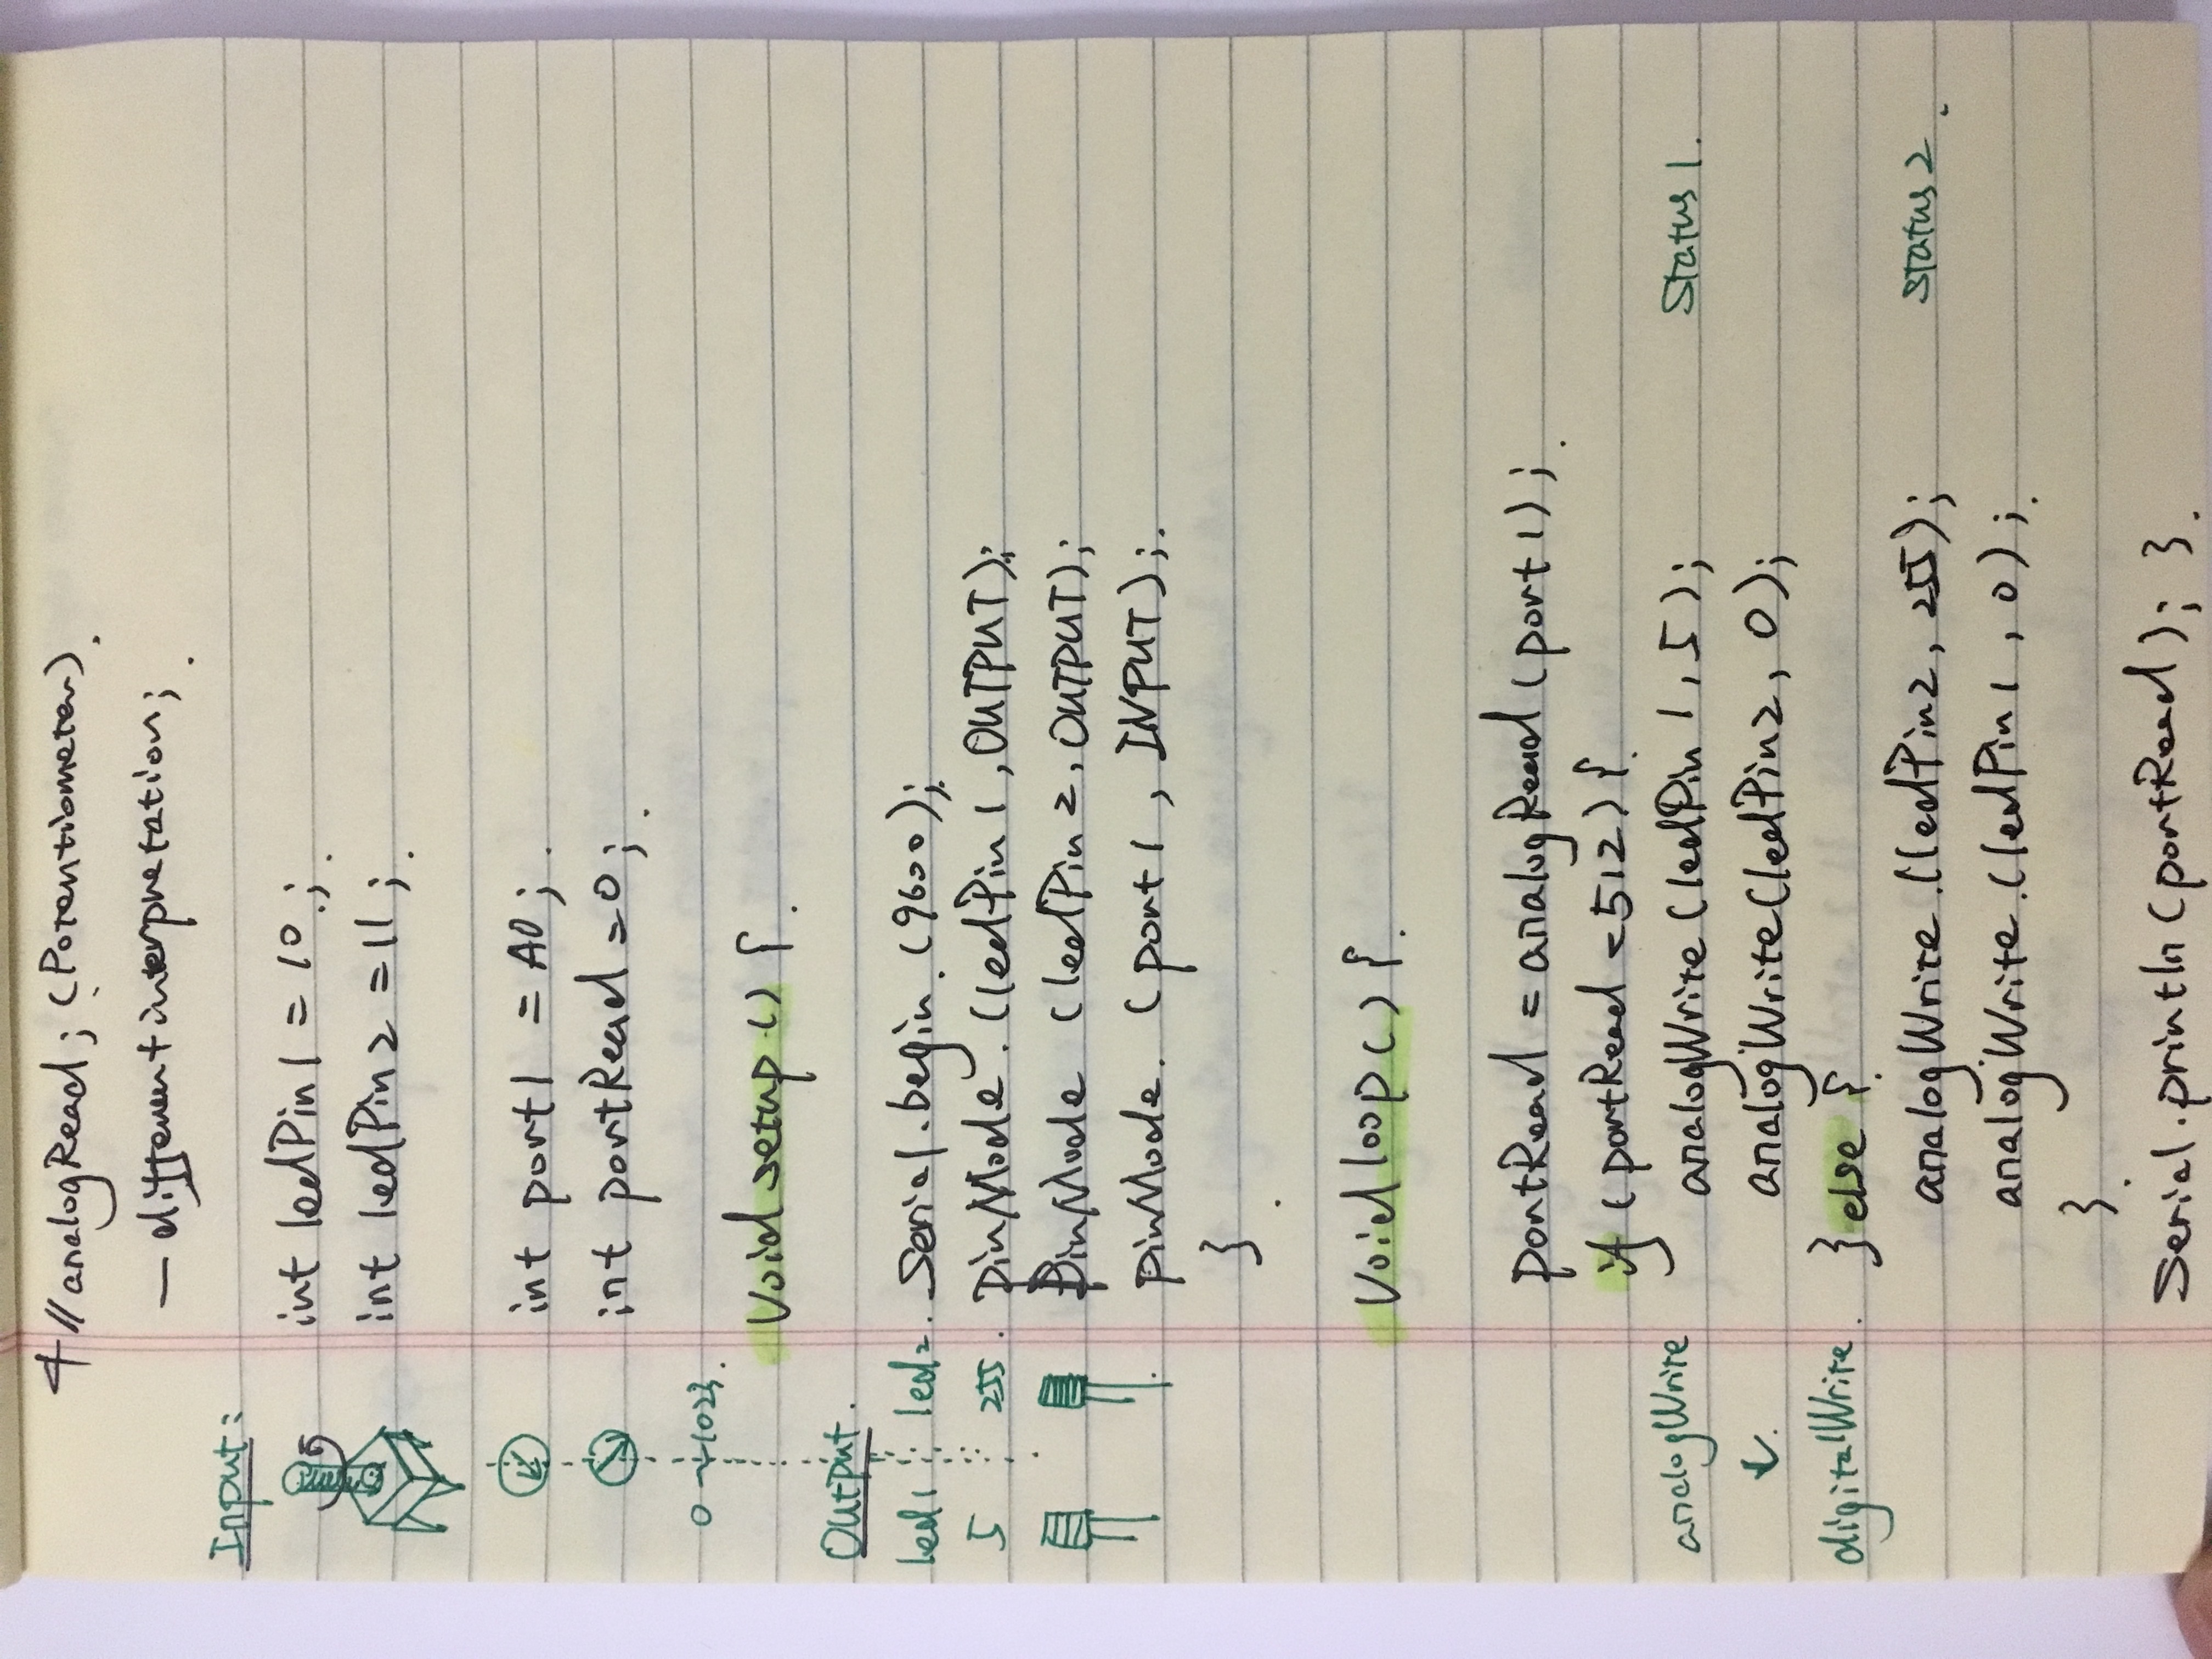 4 // analogRead; (Potentiometer).
— different interpretation;.
Input:
int ledPin1 = 10.;.
int ledPin2 = 11;.
int port1 = A0;.
int portRead = 0;.
0 ~ 1023.
Void setup () {.
Output.
led1 led2. Serial.begin.(9600);
5 255. pinMode.(ledPin1, OUTPUT);
PinMode (ledPin2, OUTPUT);
pinMode. (port1, INPUT);.
}.
Void loop() {.
portRead = analogRead (port1);.
if (portRead <512) {.
analogWrite analogWrite (ledPin1, 5); Status 1.
↓. analogWrite (ledPin2, 0);
digitalWrite. } else {.
analogWrite.(ledPin2, 255); Status 2.
analogWrite.(ledPin1, 0);.
}.
Serial.println (portRead); }.